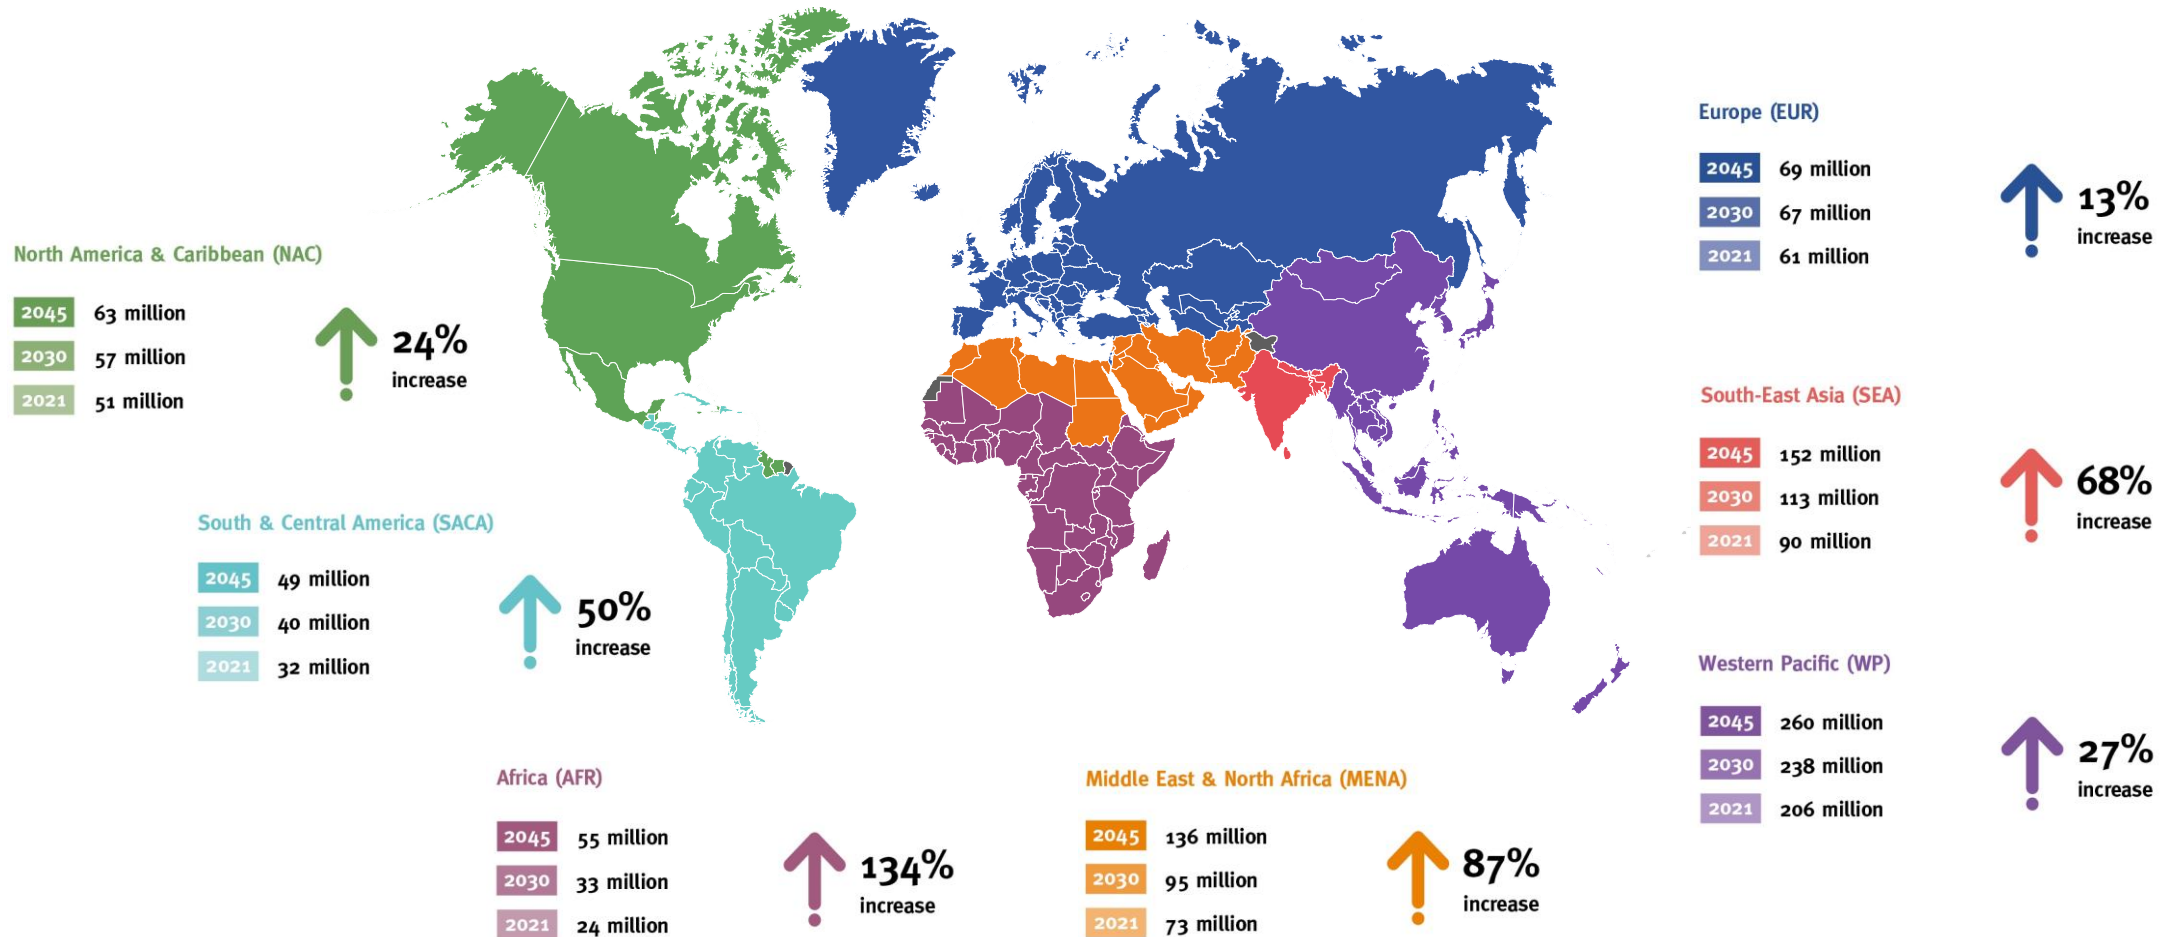 North America & Caribbean (NAC)
2045 63 million
2030 57 million
2021 51 million
24%
increase
South & Central America (SACA)
2045 49 million
2030 40 million
2021 32 million
50%
increase
Africa (AFR)
2045 55 million
2030 33 million
2021 24 million
134%
increase
Middle East & North Africa (MENA)
2045 136 million
2030 95 million
2021 73 million
87%
increase
Europe (EUR)
2045 69 million
2030 67 million
2021 61 million
13%
increase
South-East Asia (SEA)
2045 152 million
2030 113 million
2021 90 million
68%
increase
Western Pacific (WP)
2045 260 million
2030 238 million
2021 206 million
27%
increase